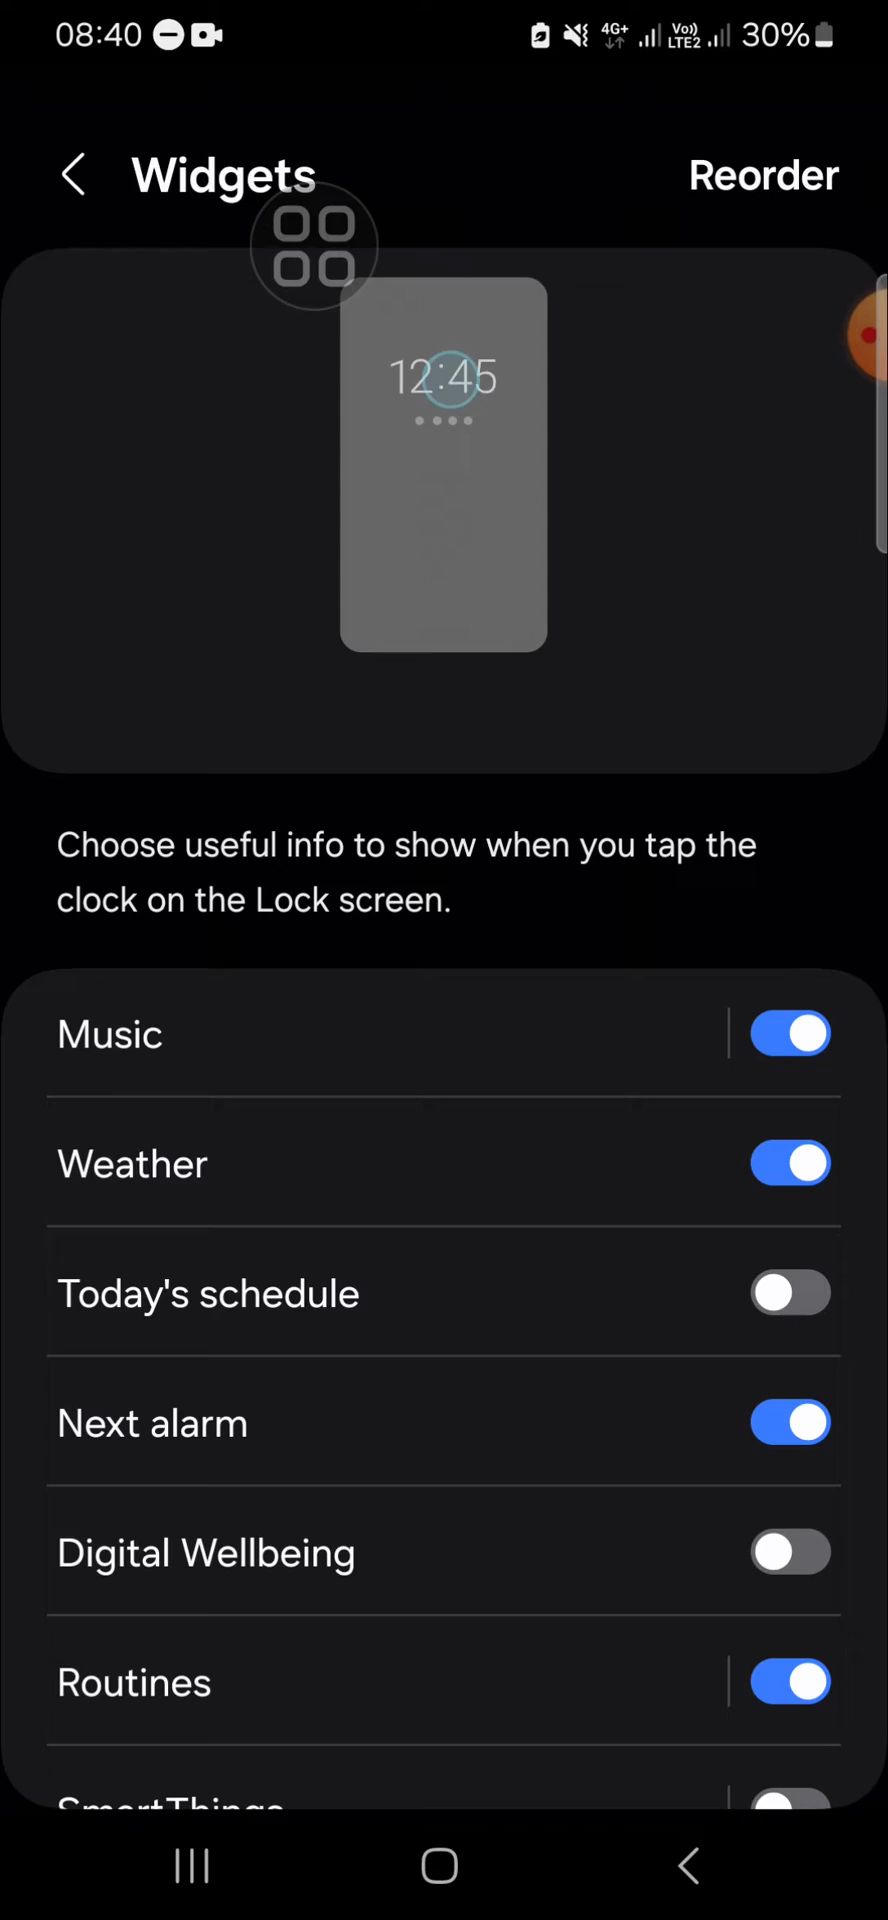 08:40 4G+ Vo)) LTE2 30%
Widgets Reorder
12:45
Choose useful info to show when you tap the
clock on the Lock screen.
Music
Weather
Today's schedule
Next alarm
Digital Wellbeing
Routines
SmartThings